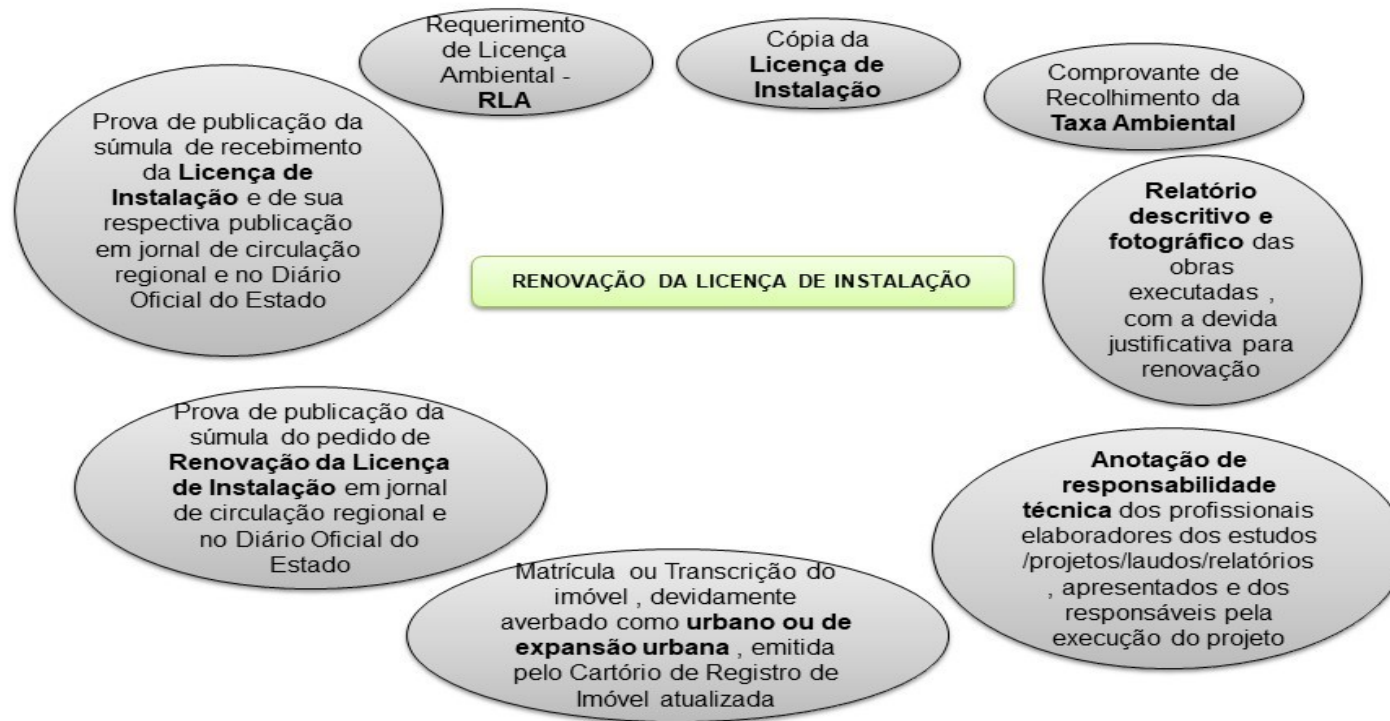 Requerimento
de Licença
Ambiental -
RLA
Cópia da
Licença de
Instalação
Comprovante de
Recolhimento da
Taxa Ambiental
Prova de publicação da
súmula de recebimento
da Licença de
Instalação e de sua
respectiva publicação
em jornal de circulação
regional e no Diário
Oficial do Estado
Relatório
descritivo e
fotográfico das
obras
executadas ,
com a devida
justificativa para
renovação
RENOVAÇÃO DA LICENÇA DE INSTALAÇÃO
Prova de publicação da
súmula do pedido de
Renovação da Licença
de Instalação em jornal
de circulação regional e
no Diário Oficial do
Estado
Anotação de
responsabilidade
técnica dos profissionais
elaboradores dos estudos
/projetos/laudos/relatórios
, apresentados e dos
responsáveis pela
execução do projeto
Matrícula ou Transcrição do
imóvel , devidamente
averbado como urbano ou de
expansão urbana , emitida
pelo Cartório de Registro de
Imóvel atualizada